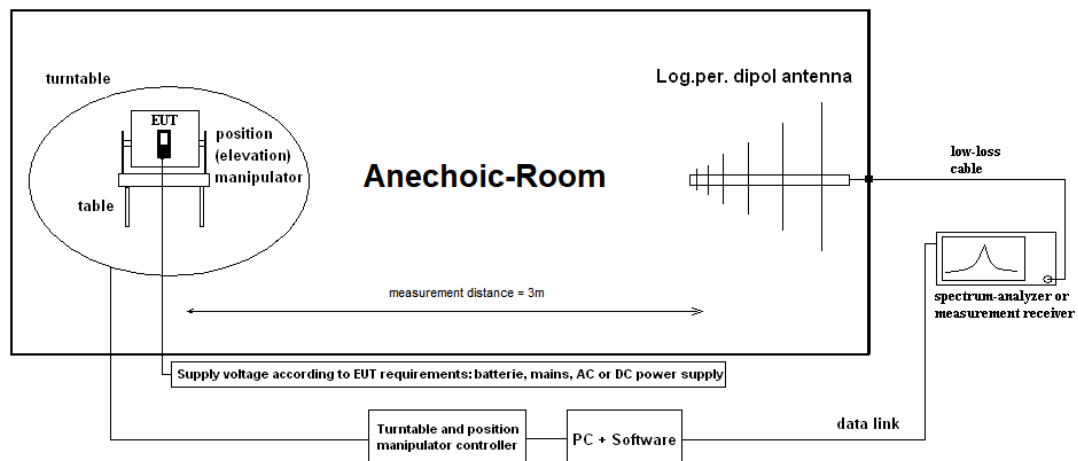 turntable
EUT
position
(elevation)
manipulator
table
Anechoic-Room
Log.per. dipol antenna
low-loss
cable
measurement distance = 3m
spectrum-analyzer or
measurement receiver
Supply voltage according to EUT requirements: batterie, mains, AC or DC power supply
Turntable and position
manipulator controller
PC + Software
data link